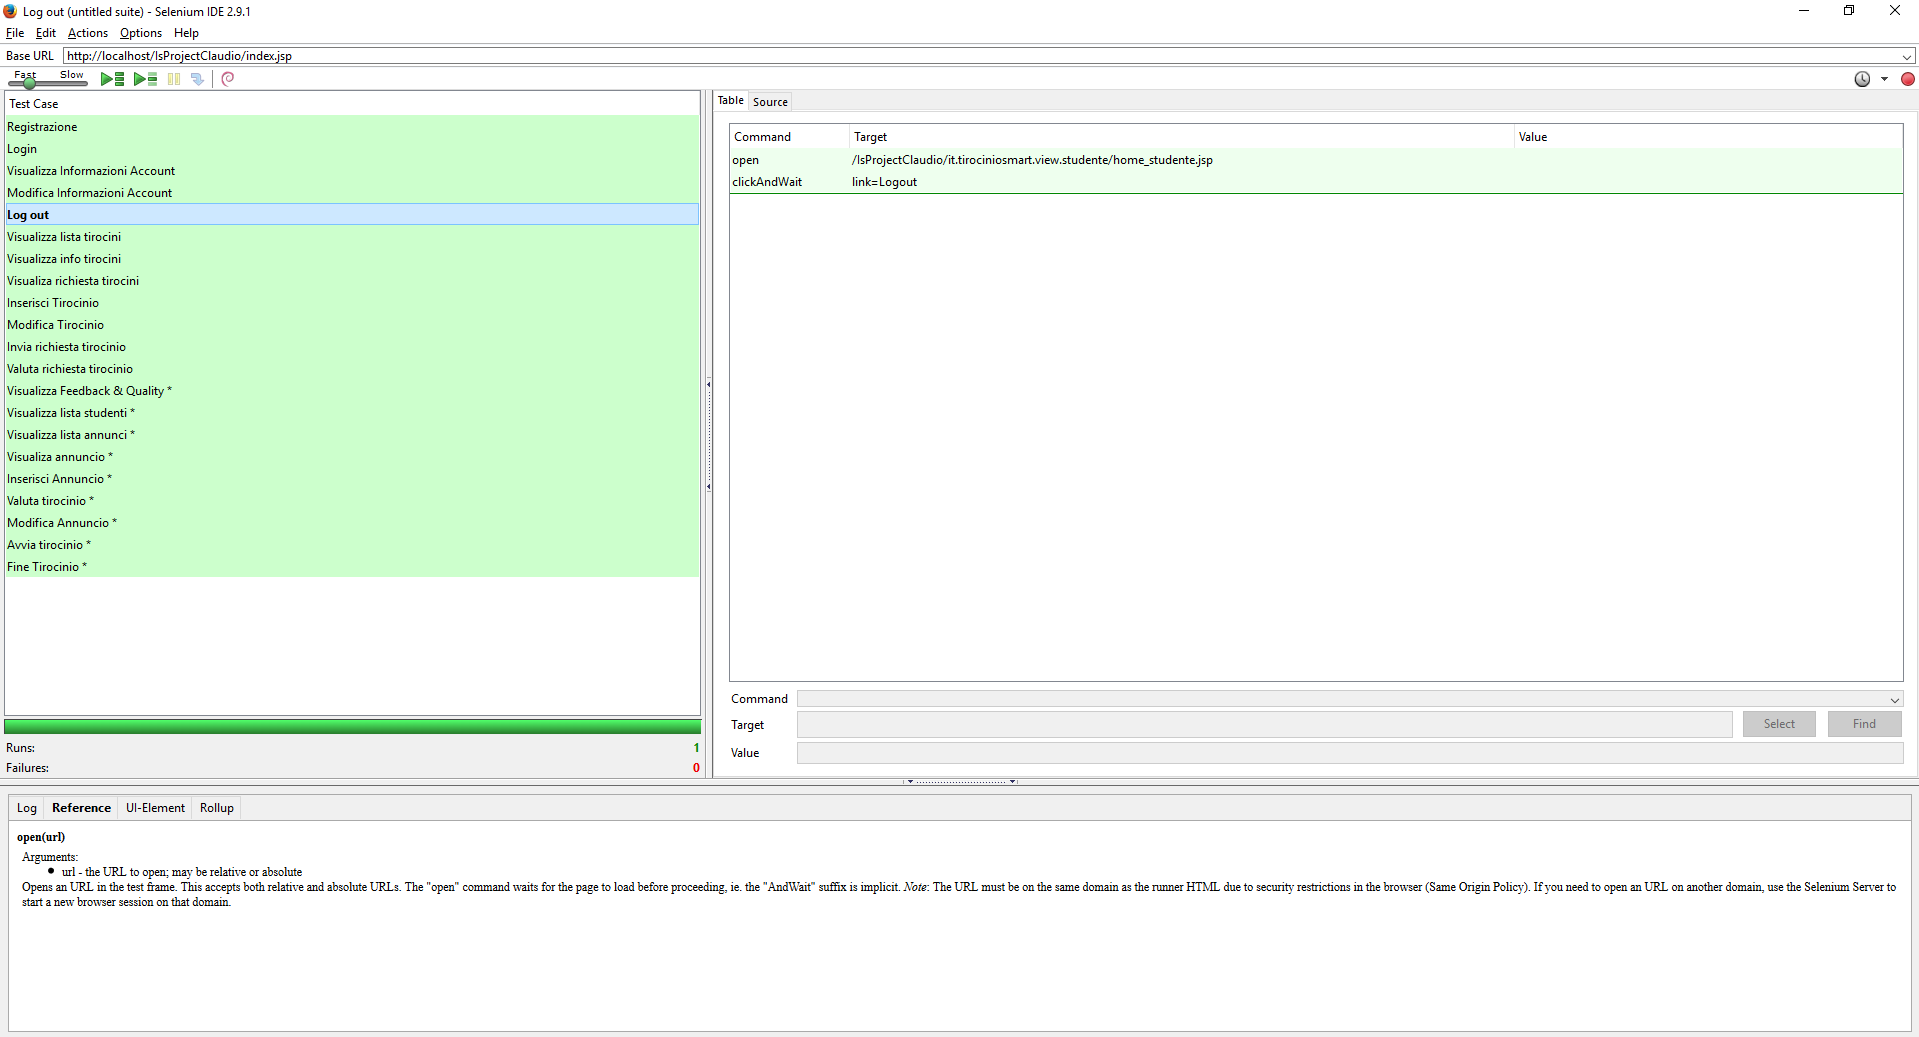 Log out (untitled suite) - Selenium IDE 2.9.1
File Edit Actions Options Help
Base URL http://localhost/IsProjectClaudio/index.jsp
Fast Slow
Test Case
Registrazione
Login
Visualizza Informazioni Account
Modifica Informazioni Account
Log out
Visualizza lista tirocini
Visualizza info tirocini
Visualiza richiesta tirocini
Inserisci Tirocinio
Modifica Tirocinio
Invia richiesta tirocinio
Valuta richiesta tirocinio
Visualizza Feedback & Quality *
Visualizza lista studenti *
Visualizza lista annunci *
Visualiza annuncio *
Inserisci Annuncio *
Valuta tirocinio *
Modifica Annuncio *
Avvia tirocinio *
Fine Tirocinio *
Runs: 1
Failures: 0
Table Source
Command Target Value
open /IsProjectClaudio/it.tirociniosmart.view.studente/home_studente.jsp
clickAndWait link=Logout
Command
Target Select Find
Value
Log Reference UI-Element Rollup
open(url)
Arguments:
url - the URL to open; may be relative or absolute
Opens an URL in the test frame. This accepts both relative and absolute URLs. The "open" command waits for the page to load before proceeding, ie. the "AndWait" suffix is implicit. Note: The URL must be on the same domain as the runner HTML due to security restrictions in the browser (Same Origin Policy). If you need to open an URL on another domain, use the Selenium Server to
start a new browser session on that domain.